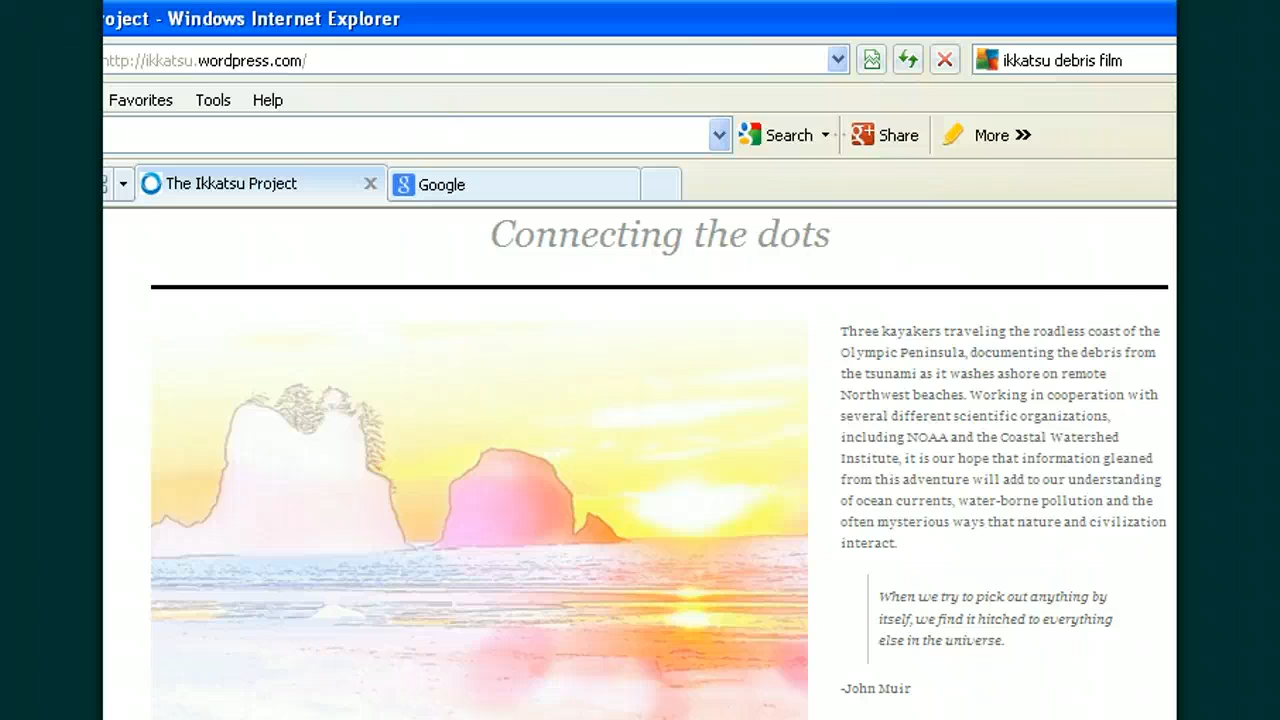 oject - Windows Internet Explorer
http://ikkatsu.wordpress.com/
ikkatsu debris film
Favorites Tools Help
Search Share More »
The Ikkatsu Project
Google
Connecting the dots
Three kayakers traveling the roadless coast of the
Olympic Peninsula, documenting the debris from
the tsunami as it washes ashore on remote
Northwest beaches. Working in cooperation with
several different scientific organizations,
including NOAA and the Coastal Watershed
Institute, it is our hope that information gleaned
from this adventure will add to our understanding
of ocean currents, water-borne pollution and the
often mysterious ways that nature and civilization
interact.
When we try to pick out anything by
itself, we find it hitched to everything
else in the universe.
-John Muir